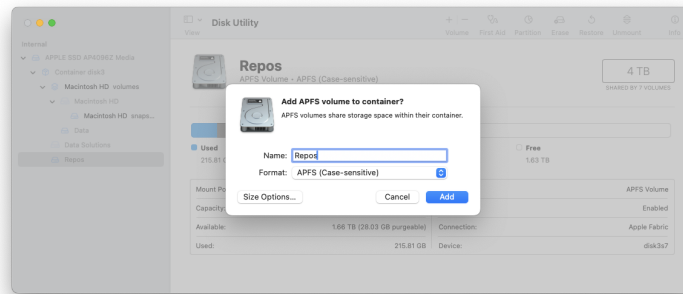 Disk Utility
View
Volume
First Aid
Partition
Erase
Restore
Unmount
Info
Internal
APPLE SSD AP4096Z Media
Container disk3
Macintosh HD volumes
Macintosh HD
Macintosh HD snaps...
Data
Data Solutions
Repos
Repos
APFS Volume • APFS (Case-sensitive)
4 TB
SHARED BY 7 VOLUMES
Add APFS volume to container?
APFS volumes share storage space within their container.
Name: Repos
Format: APFS (Case-sensitive)
Size Options...
Cancel
Add
Used
215.81 G
Free
1.63 TB
Mount Po
APFS Volume
Capacity:
Enabled
Available:
1.66 TB (28.03 GB purgeable)
Connection:
Apple Fabric
Used:
215.81 GB
Device:
disk3s7